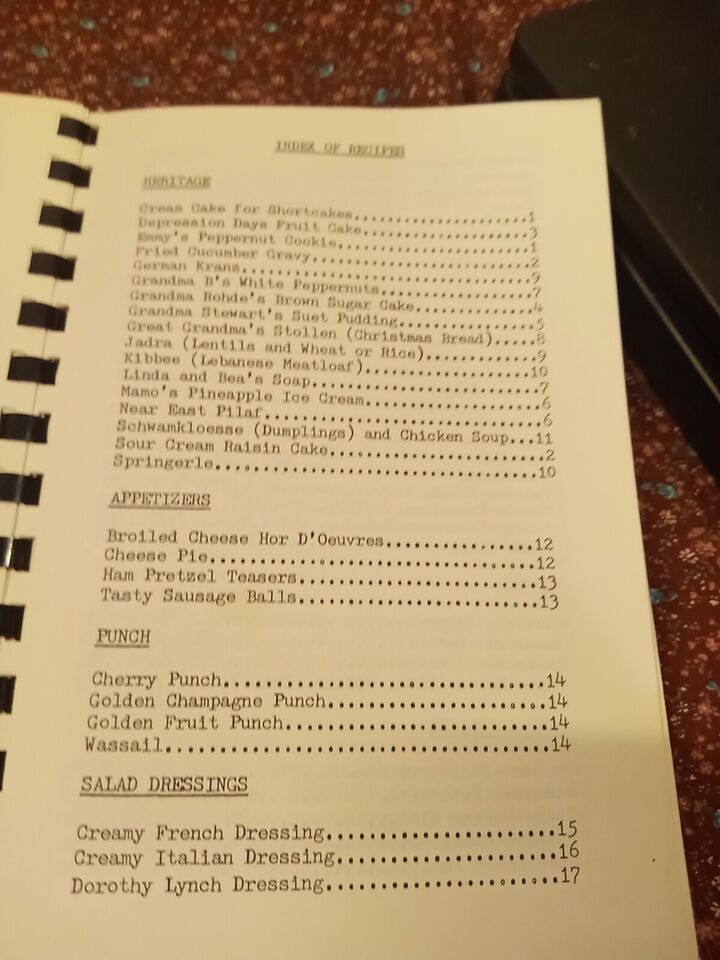 INDEX OF RECIPES
HERITAGE
Cream Cake for Shortcakes....................1
Depression Days Fruit Cake...................3
Emmy's Peppernut Cookie......................1
Fried Cucumber Gravy.........................2
German Kranz.................................9
Grandma B's White Peppernuts.................7
Grandma Rohde's Brown Sugar Cake.............4
Grandma Stewart's Suet Pudding...............5
Great Grandma's Stollen (Christmas Bread)....8
Jadra (Lentils and Wheat or Rice)............9
Kibbee (Lebanese Meatloaf)..................10
Linda and Bea's Soap.........................7
Mamo's Pineapple Ice Cream...................6
Near East Pilaf..............................6
Schwamkloesse (Dumplings) and Chicken Soup...11
Sour Cream Raisin Cake.......................2
Springerle..................................10
APPETIZERS
Broiled Cheese Hor D'Oeuvres................12
Cheese Pie..................................12
Ham Pretzel Teasers.........................13
Tasty Sausage Balls.........................13
PUNCH
Cherry Punch................................14
Golden Champagne Punch......................14
Golden Fruit Punch..........................14
Wassail.....................................14
SALAD DRESSINGS
Creamy French Dressing......................15
Creamy Italian Dressing.....................16
Dorothy Lynch Dressing......................17